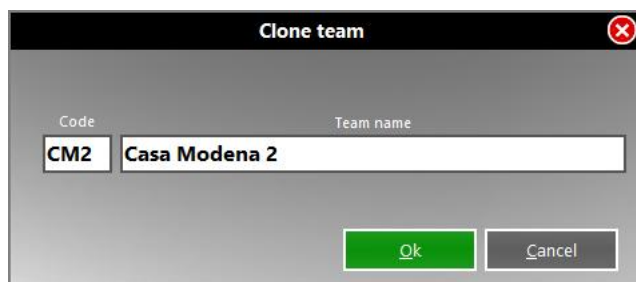 Clone team
Code Team name
CM2 Casa Modena 2
Ok Cancel